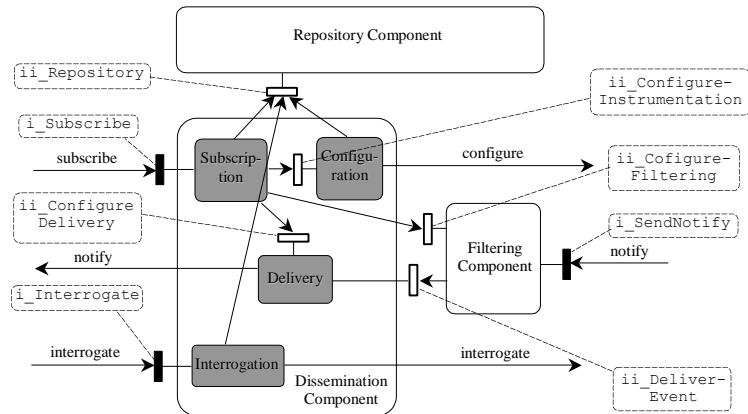 Repository Component
ii_Repository
ii_Configure-
Instrumentation
i_Subscribe
subscribe
Subscrip-
tion
Configu-
ration
configure
ii_Cofigure-
Filtering
ii_Configure
Delivery
i_SendNotify
notify
Filtering
Component
notify
Delivery
i_Interrogate
interrogate
Interrogation
interrogate
Dissemination
Component
ii_Deliver-
Event